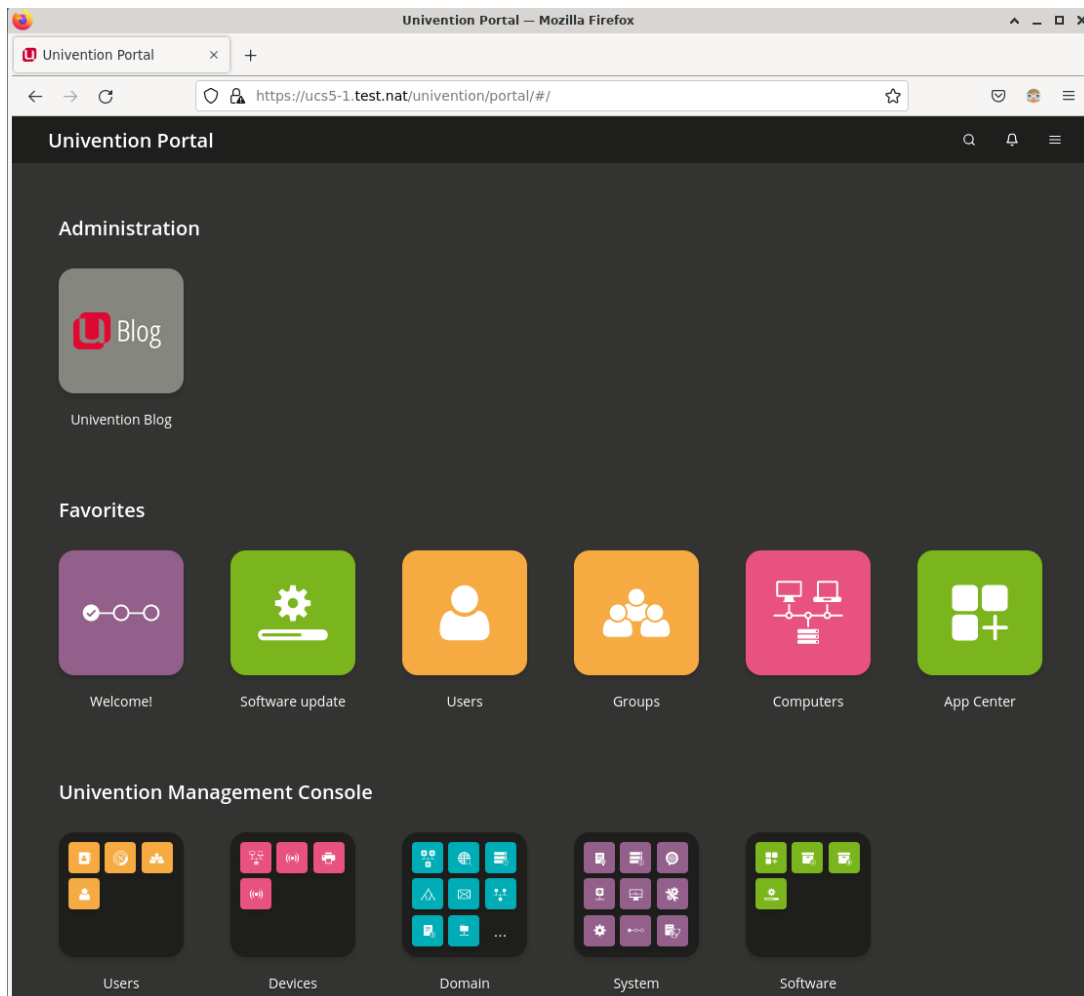 Univention Portal — Mozilla Firefox
Univention Portal
https://ucs5-1.test.nat/univention/portal/#/
Univention Portal
Administration
Blog
Univention Blog
Favorites
Welcome!
Software update
Users
Groups
Computers
App Center
Univention Management Console
...
Users
Devices
Domain
System
Software